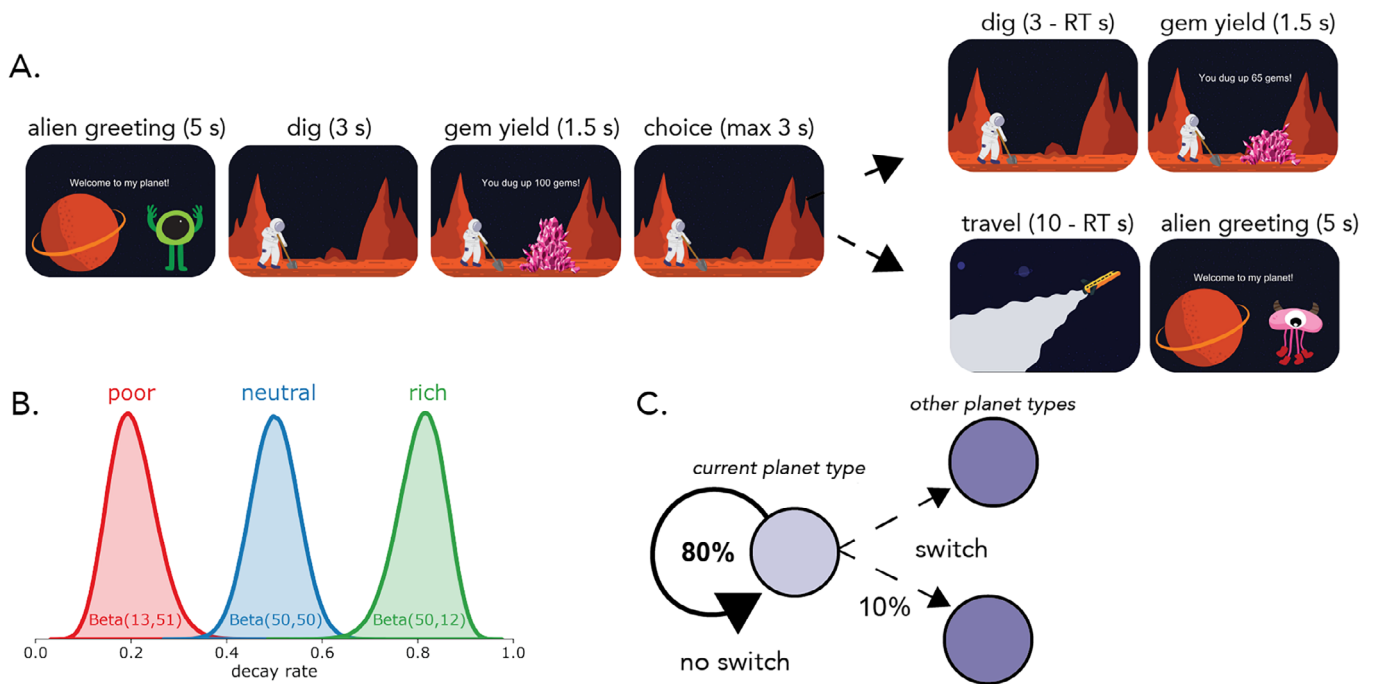 A.
alien greeting (5 s)
dig (3 s)
gem yield (1.5 s)
choice (max 3 s)
dig (3 - RT s)
gem yield (1.5 s)
Welcome to my planet!
You dug up 100 gems!
You dug up 65 gems!
travel (10 - RT s)
alien greeting (5 s)
Welcome to my planet!
B.
poor
neutral
rich
Beta(13,51)
Beta(50,50)
Beta(50,12)
0.0
0.2
0.4
0.6
0.8
1.0
decay rate
C.
other planet types
current planet type
80%
switch
10%
no switch